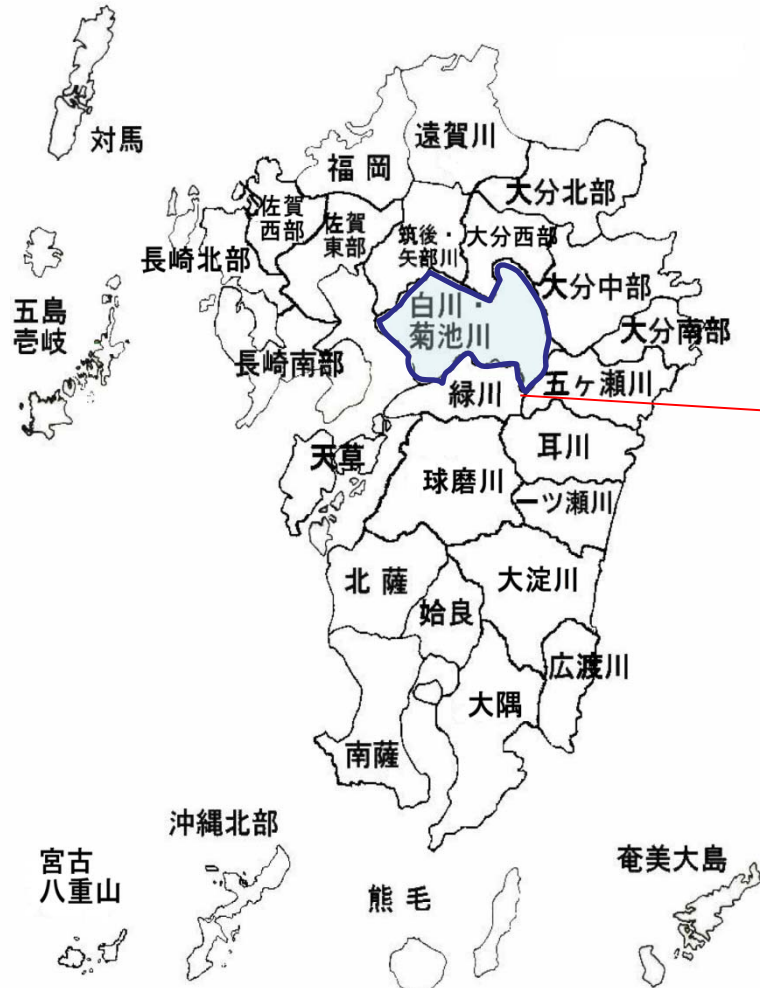 対馬
遠賀川
福岡
大分北部
佐賀
西部
佐賀
東部
筑後・
矢部川
大分西部
長崎北部
大分中部
五島
壱岐
白川・
菊池川
大分南部
長崎南部
五ヶ瀬川
緑川
天草
耳川
球磨川
一ツ瀬川
北薩
大淀川
姶良
広渡川
大隅
南薩
沖縄北部
宮古
八重山
熊毛
奄美大島